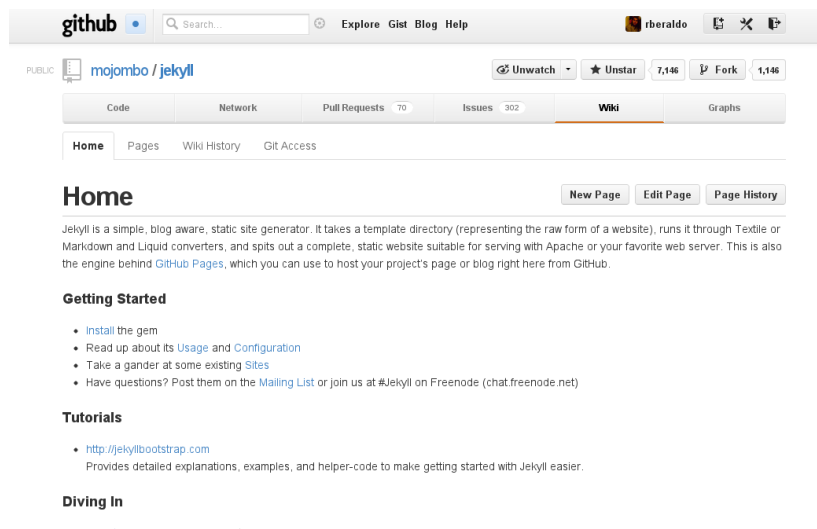 github Search... Explore Gist Blog Help rberaldo
PUBLIC mojombo / jekyll Unwatch Unstar 7,146 Fork 1,146
Code Network Pull Requests 70 Issues 302 Wiki Graphs
Home Pages Wiki History Git Access
Home New Page Edit Page Page History
Jekyll is a simple, blog aware, static site generator. It takes a template directory (representing the raw form of a website), runs it through Textile or
Markdown and Liquid converters, and spits out a complete, static website suitable for serving with Apache or your favorite web server. This is also
the engine behind GitHub Pages, which you can use to host your project's page or blog right here from GitHub.
Getting Started
• Install the gem
• Read up about its Usage and Configuration
• Take a gander at some existing Sites
• Have questions? Post them on the Mailing List or join us at #Jekyll on Freenode (chat.freenode.net)
Tutorials
• http://jekyllbootstrap.com
Provides detailed explanations, examples, and helper-code to make getting started with Jekyll easier.
Diving In